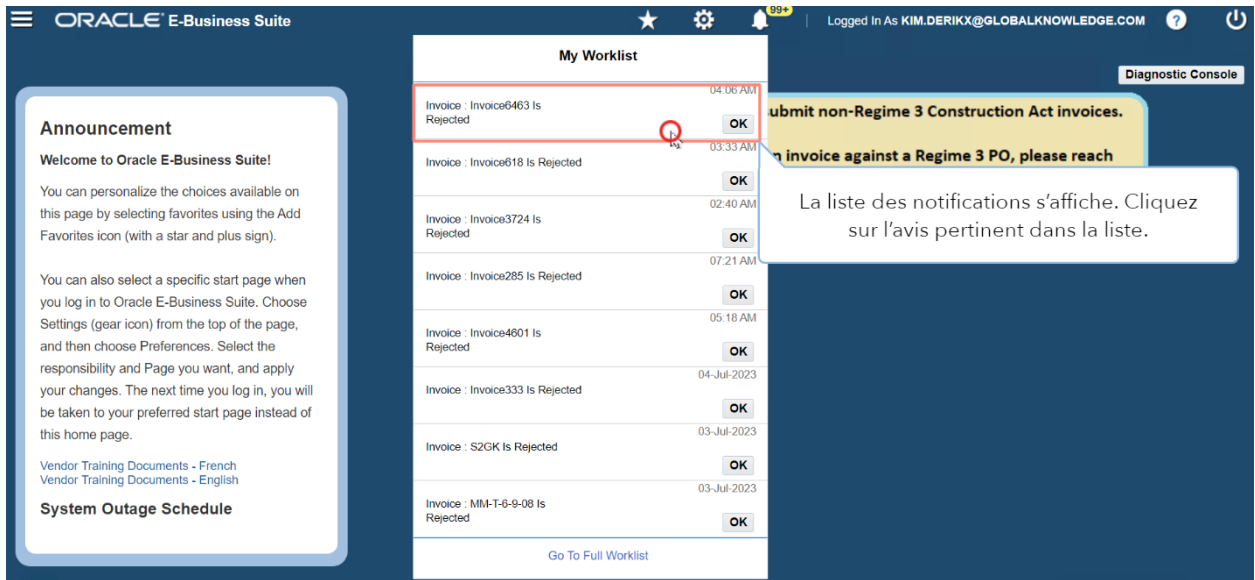 ORACLE E-Business Suite
99+
Logged In As KIM.DERIKX@GLOBALKNOWLEDGE.COM
?
Diagnostic Console
Announcement
Welcome to Oracle E-Business Suite!
You can personalize the choices available on
this page by selecting favorites using the Add
Favorites icon (with a star and plus sign).
You can also select a specific start page when
you log in to Oracle E-Business Suite. Choose
Settings (gear icon) from the top of the page,
and then choose Preferences. Select the
responsibility and Page you want, and apply
your changes. The next time you log in, you will
be taken to your preferred start page instead of
this home page.
Vendor Training Documents - French
Vendor Training Documents - English
System Outage Schedule
My Worklist
04:06 AM
Invoice : Invoice6463 Is
Rejected
OK
03:33 AM
Invoice : Invoice618 Is Rejected
OK
02:40 AM
Invoice : Invoice3724 Is
Rejected
OK
07:21 AM
Invoice : Invoice285 Is Rejected
OK
05:18 AM
Invoice : Invoice4601 Is
Rejected
OK
04-Jul-2023
Invoice : Invoice333 Is Rejected
OK
03-Jul-2023
Invoice : S2GK Is Rejected
OK
03-Jul-2023
Invoice : MM-T-6-9-08 Is
Rejected
OK
Go To Full Worklist
non-Regime 3 Construction Act invoices.
invoice against a Regime 3 PO, please reach
La liste des notifications s’affiche. Cliquez
sur l’avis pertinent dans la liste.